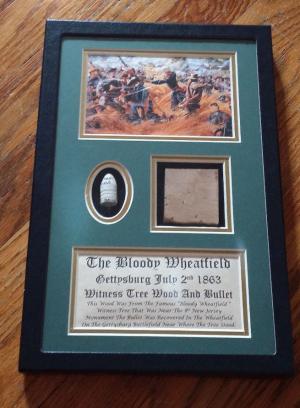 The Bloody Wheatfield
Gettysburg July 2nd 1863
Witness Tree Wood And Bullet
This Wood Was From The Famous "Bloody Wheatfield"
Witness Tree That Was Near The 8th New Jersey
Monument The Bullet Was Recovered In The Wheatfield
On The Gettysburg Battlefield Near Where The Tree Stood.